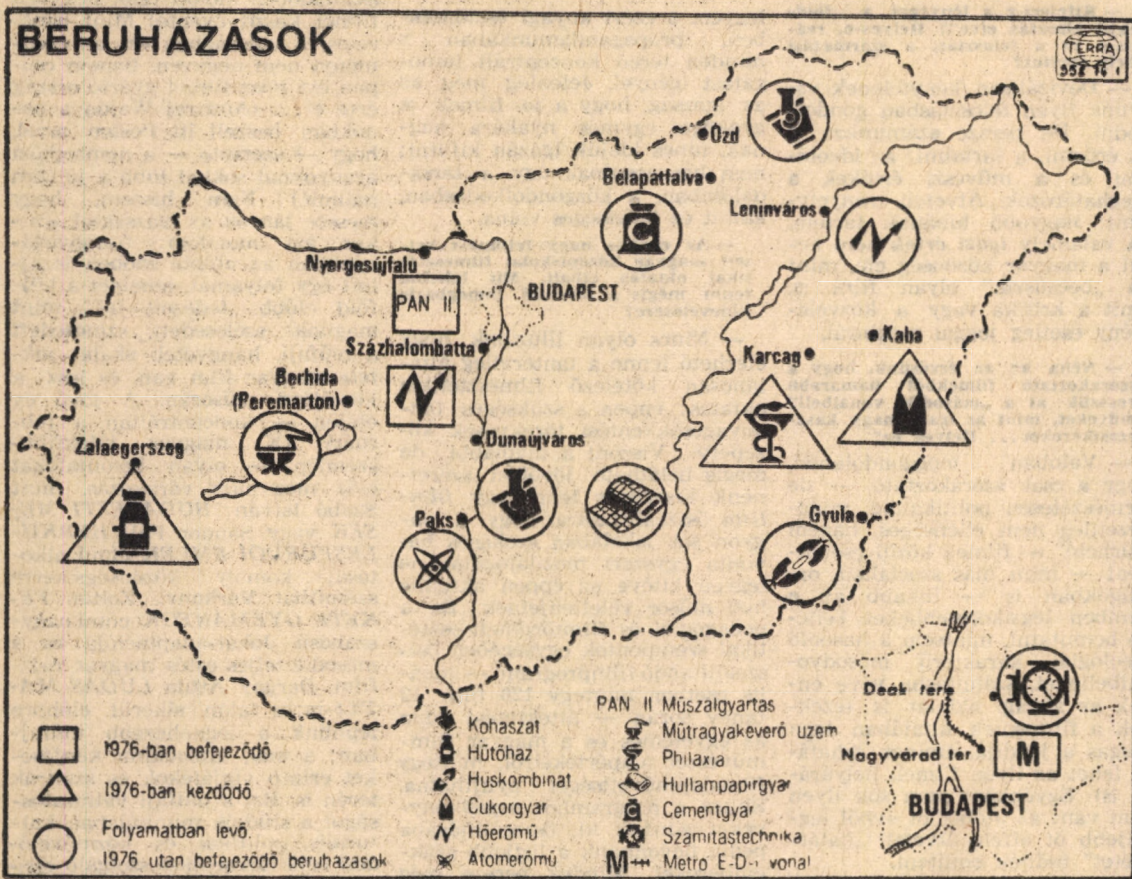 BERUHÁZÁSOK
TERRA
Ózd
Bélapátfalva
Leninváros
Nyergesújfalu
PAN II
BUDAPEST
Kaba
Karcag
Százhalombatta
Berhida
(Peremarton)
Zalaegerszeg
Dunaújváros
C
Paks
Gyula
Deák tére
Nagyvárad tér
M
BUDAPEST
1976-ban befejeződő
1976-ban kezdődő
Folyamatban levő,
1976 utan befejeződő beruhazasok
Kohaszat
Hűtőhaz
Huskombinat
Cukorgyar
Hőerőmű
Atomerőmű
PAN II Műszalgyartas
Műtragyakeverő uzem
Philaxia
Hullampapirgyar
Cementgyar
Szamitastechnika
M Metro E-D-i vonal